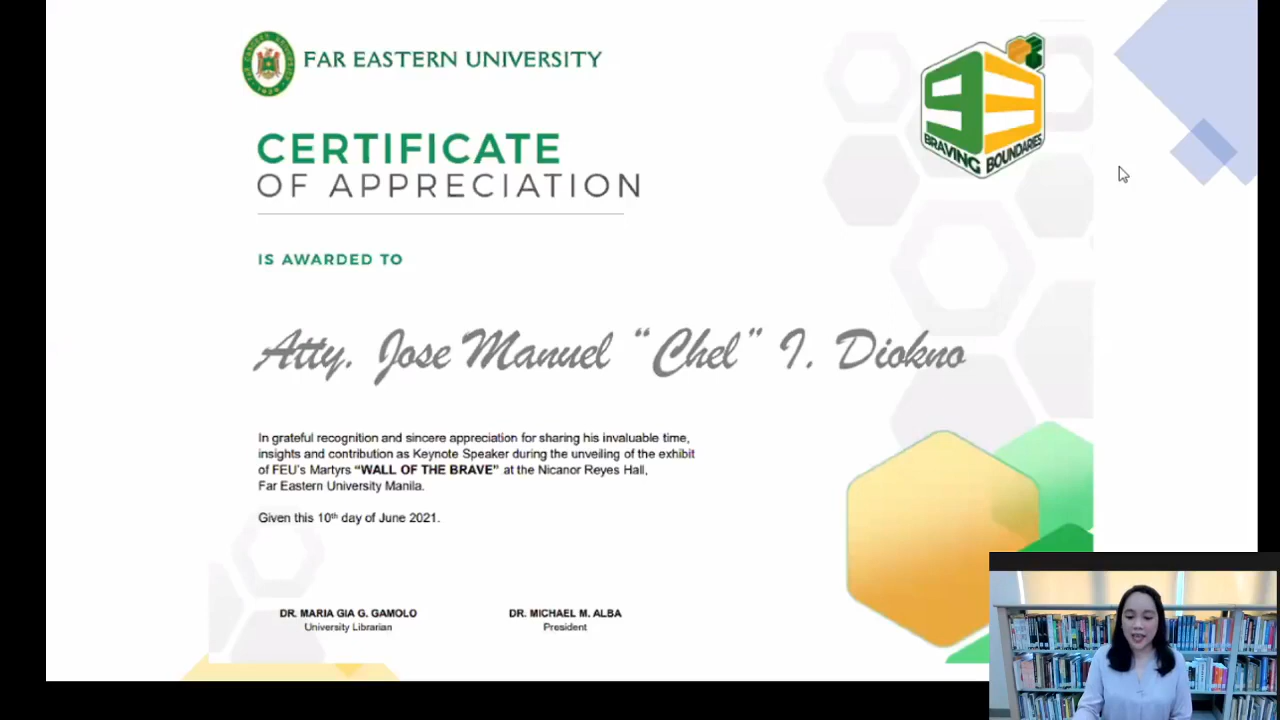 FAR EASTERN UNIVERSITY
93
BRAVING BOUNDARIES
CERTIFICATE
OF APPRECIATION
IS AWARDED TO
Atty. Jose Manuel “Chel” I. Diokno
In grateful recognition and sincere appreciation for sharing his invaluable time,
insights and contribution as Keynote Speaker during the unveiling of the exhibit
of FEU's Martyrs “WALL OF THE BRAVE” at the Nicanor Reyes Hall,
Far Eastern University Manila.
Given this 10th day of June 2021.
DR. MARIA GIA G. GAMOLO
University Librarian
DR. MICHAEL M. ALBA
President